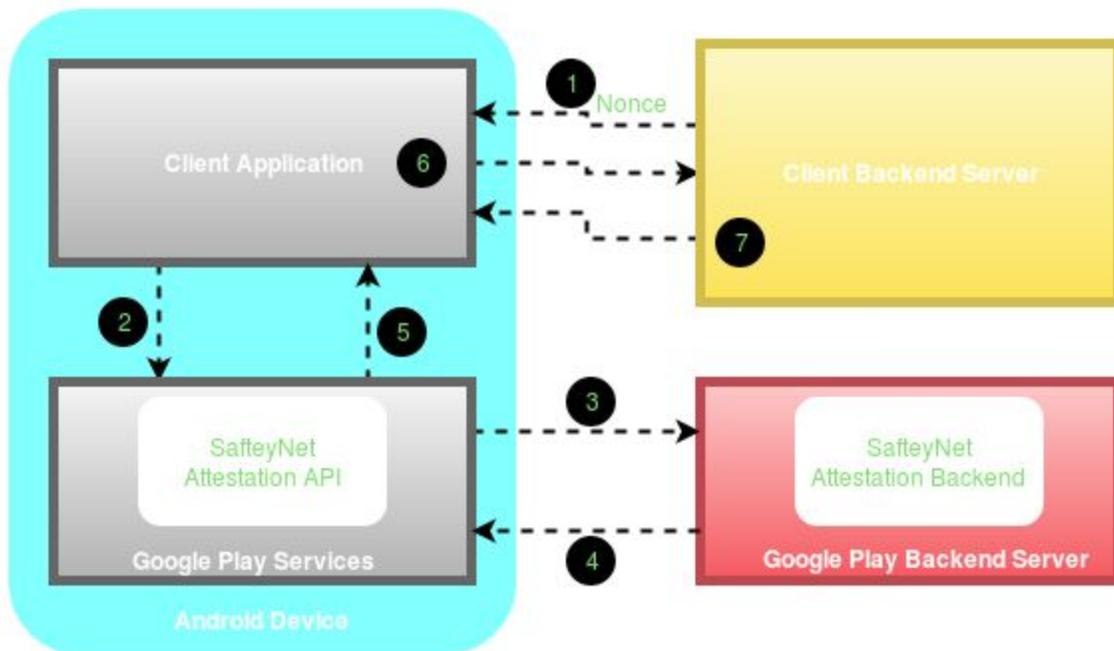 1
Nonce
Client Application
6
Client Backend Server
7
2
5
3
SafteyNet
Attestation API
SafteyNet
Attestation Backend
Google Play Services
4
Google Play Backend Server
Android Device